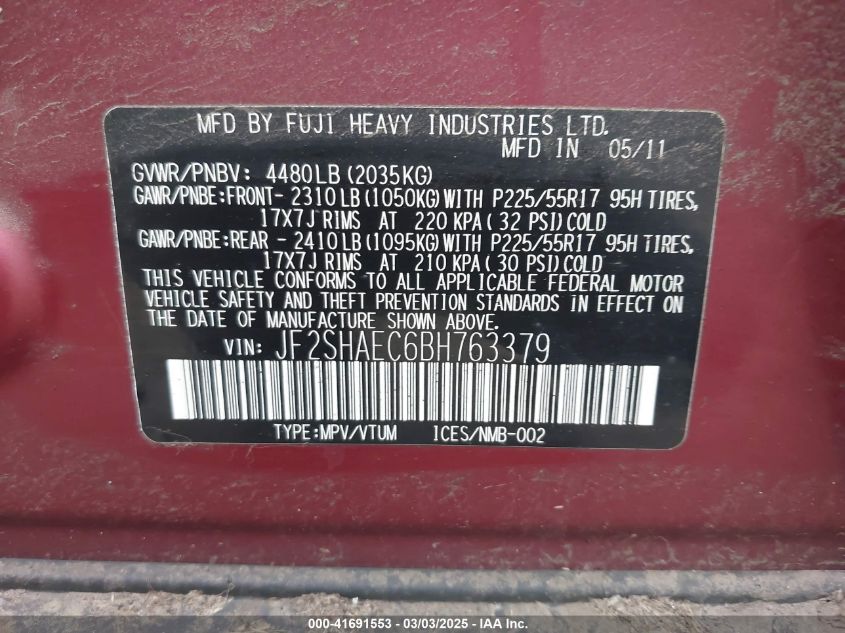 MFD BY FUJI HEAVY INDUSTRIES LTD.
MFD IN 05/11
GVWR/PNBV: 4480LB(2035KG)
GAWR/PNBE:FRONT- 2310LB(1050KG)WITH P225/55R17 95H TIRES,
17X7J RIMS AT 220 KPA( 32 PSI)COLD
GAWR/PNBE:REAR - 2410LB(1095KG)WITH P225/55R17 95H TIRES,
17X7J RIMS AT 210 KPA( 30 PSI)COLD
THIS VEHICLE CONFORMS TO ALL APPLICABLE FEDERAL MOTOR
VEHICLE SAFETY AND THEFT PREVENTION STANDARDS IN EFFECT ON
THE DATE OF MANUFACTURE SHOWN ABOVE.
VIN: JF2SHAEC6BH763379
TYPE:MPV/VTUM ICES/NMB-002
000-41691553 — 03/03/2025 - IAA Inc.